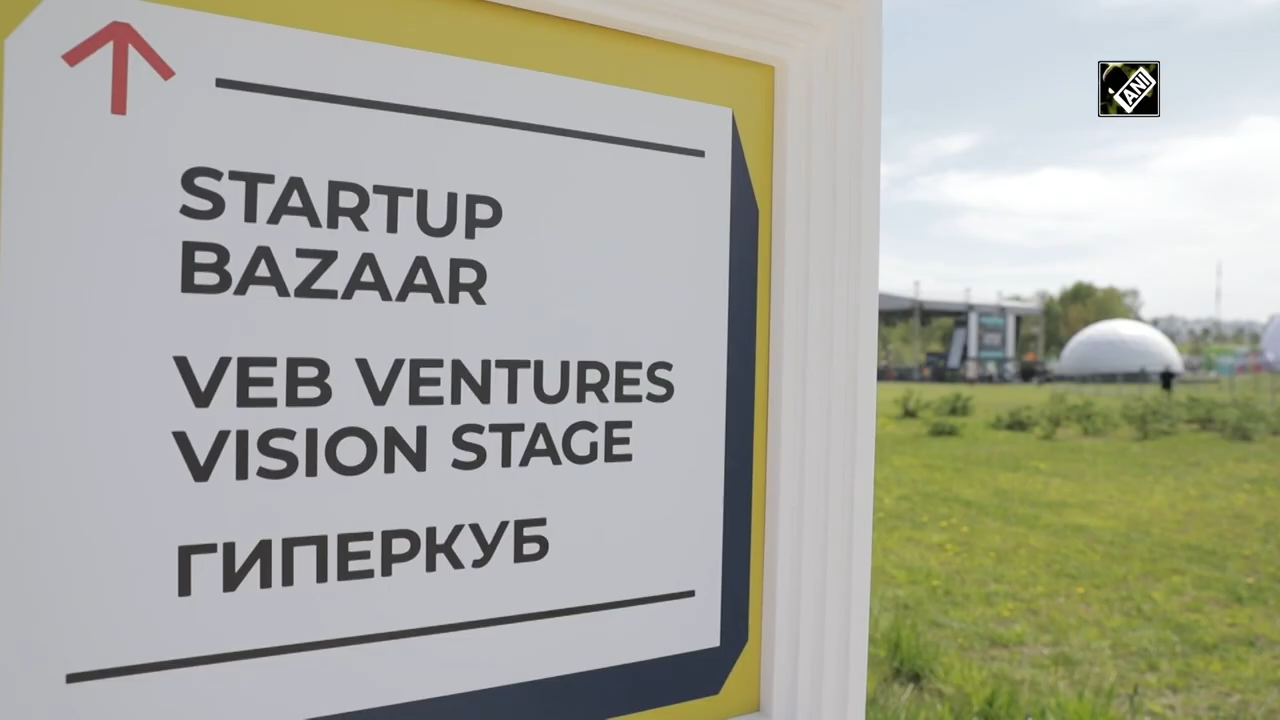 STARTUP
BAZAAR
VEB VENTURES
VISION STAGE
ГИПЕРКУБ
ANI